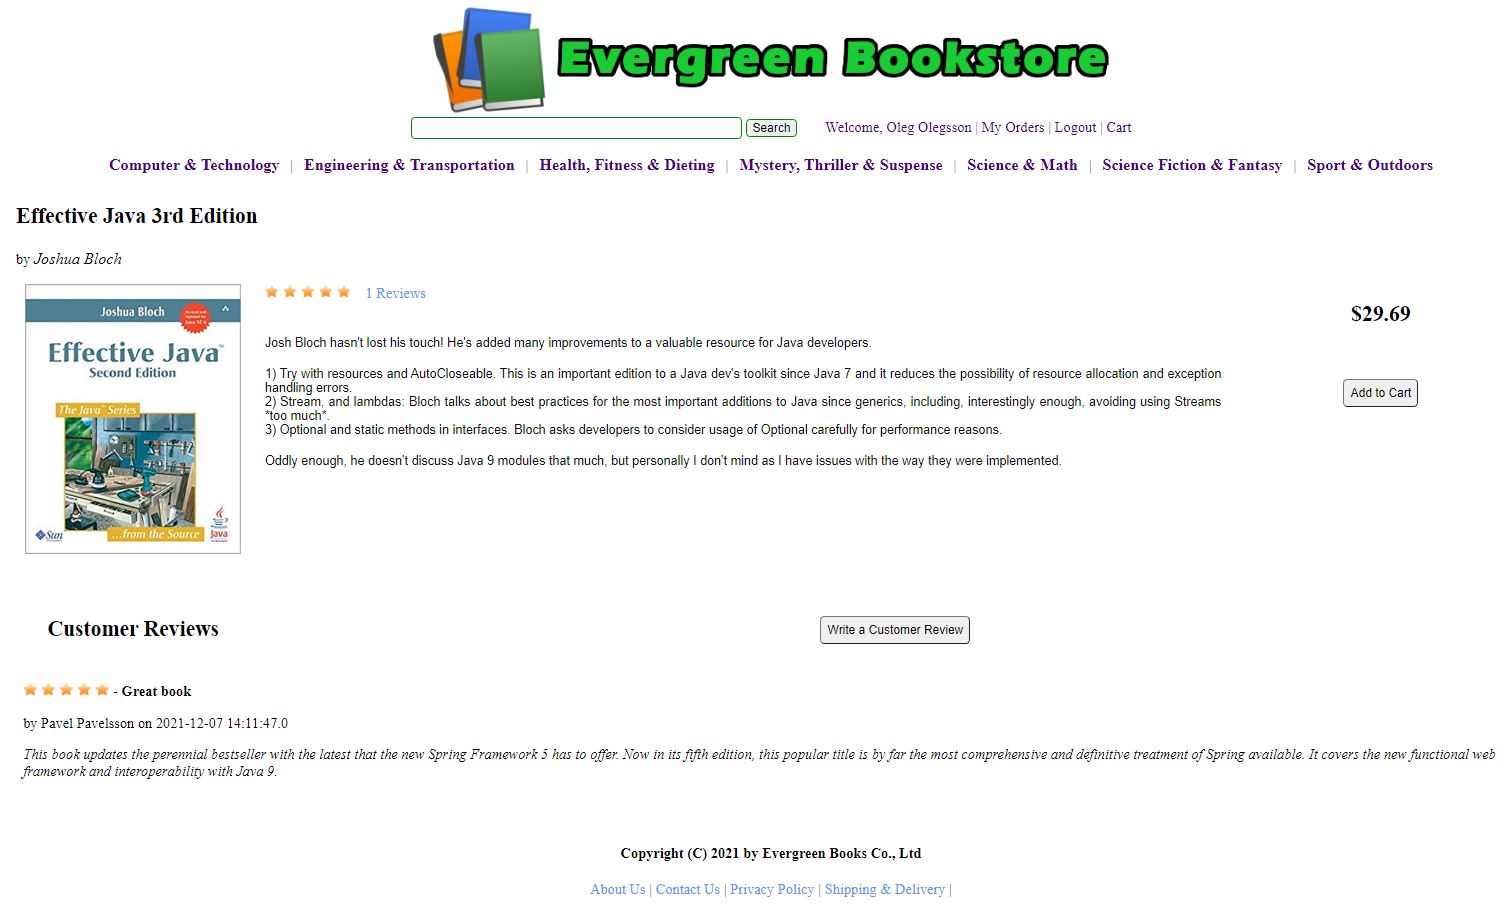 Evergreen Bookstore
Search
Welcome, Oleg Olegsson | My Orders | Logout | Cart
Computer & Technology | Engineering & Transportation | Health, Fitness & Dieting | Mystery, Thriller & Suspense | Science & Math | Science Fiction & Fantasy | Sport & Outdoors
Effective Java 3rd Edition
by Joshua Bloch
Joshua Bloch
Revised and
Updated for
Java SE 6
Effective Java™
Second Edition
The Java™ Series
Sun
...from the Source
Java
1 Reviews
Josh Bloch hasn't lost his touch! He's added many improvements to a valuable resource for Java developers.
1) Try with resources and AutoCloseable. This is an important edition to a Java dev's toolkit since Java 7 and it reduces the possibility of resource allocation and exception
handling errors.
2) Stream, and lambdas: Bloch talks about best practices for the most important additions to Java since generics, including, interestingly enough, avoiding using Streams
*too much*.
3) Optional and static methods in interfaces. Bloch asks developers to consider usage of Optional carefully for performance reasons.
Oddly enough, he doesn't discuss Java 9 modules that much, but personally I don't mind as I have issues with the way they were implemented.
$29.69
Add to Cart
Customer Reviews
Write a Customer Review
- Great book
by Pavel Pavelsson on 2021-12-07 14:11:47.0
This book updates the perennial bestseller with the latest that the new Spring Framework 5 has to offer. Now in its fifth edition, this popular title is by far the most comprehensive and definitive treatment of Spring available. It covers the new functional web
framework and interoperability with Java 9.
Copyright (C) 2021 by Evergreen Books Co., Ltd
About Us | Contact Us | Privacy Policy | Shipping & Delivery |